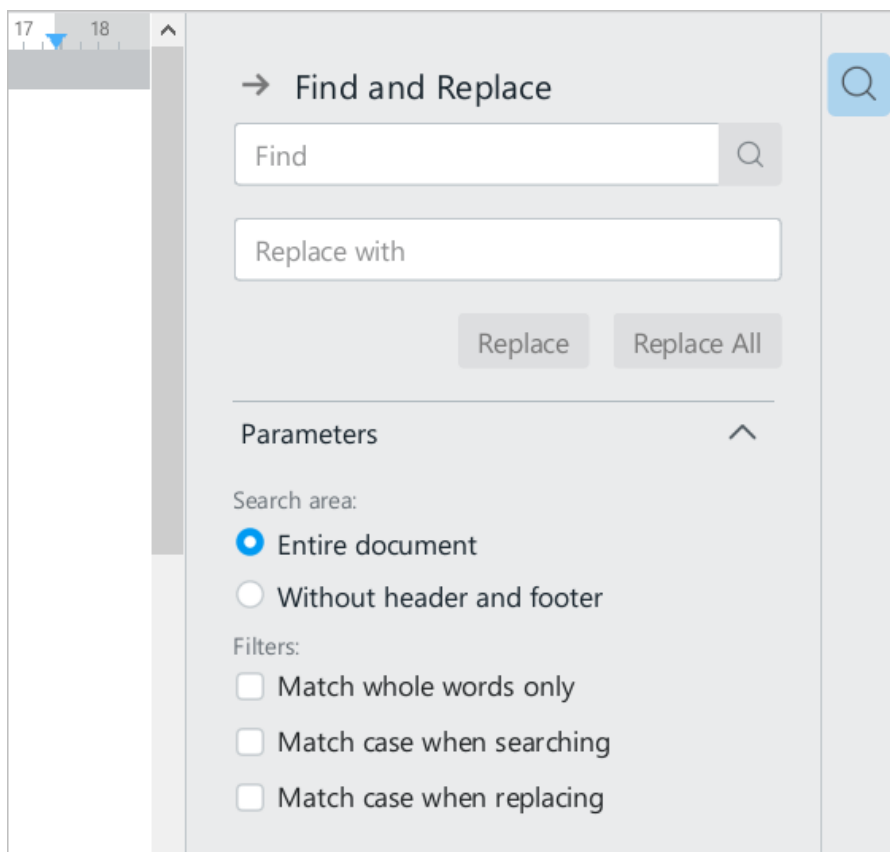 17 18
Find and Replace
Find
Replace with
Replace Replace All
Parameters
Search area:
Entire document
Without header and footer
Filters:
Match whole words only
Match case when searching
Match case when replacing